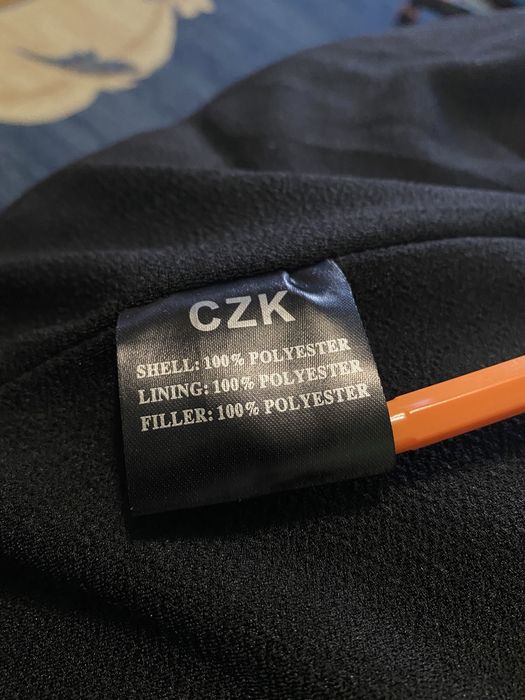 CZK
SHELL: 100% POLYESTER
LINING: 100% POLYESTER
FILLER: 100% POLYESTER